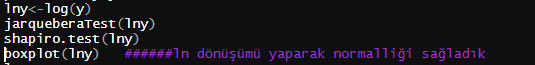 lny<-log(y)
jarqueberaTest(lny)
shapiro.test(lny)
boxplot(lny)   ######ln dönüşümü yaparak normalliği sağladık